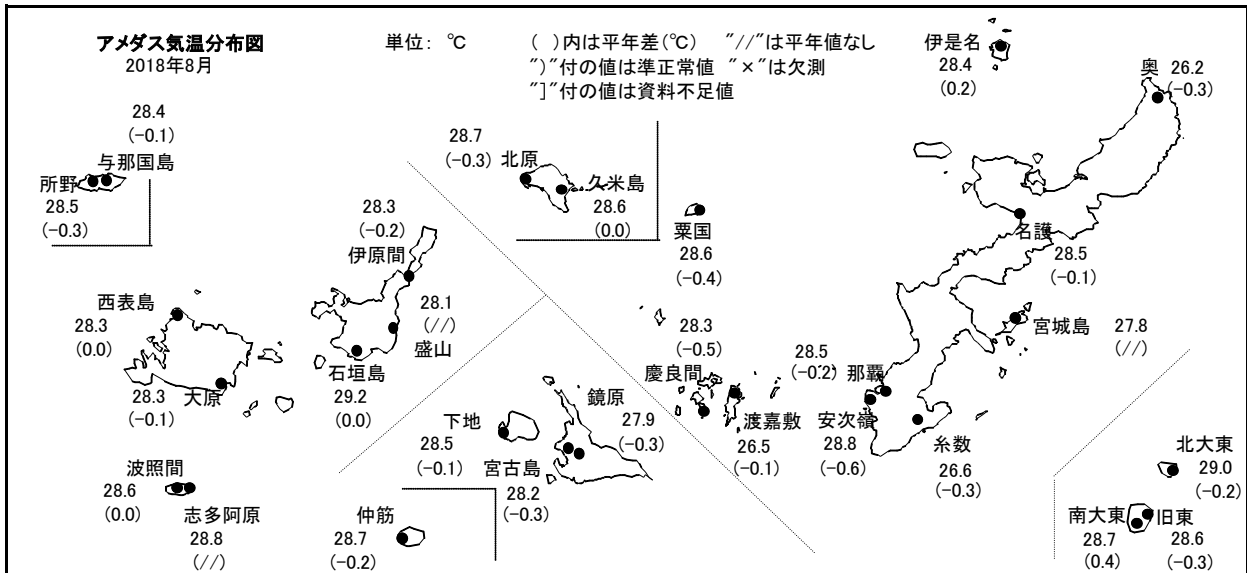 アメダス気温分布図
2018年8月
単位： ℃
( )内は平年差(℃) "//"は平年値なし
")"付の値は準正常値 "×"は欠測
"]"付の値は資料不足値
伊是名
28.4
(0.2)
奥
26.2
(-0.3)
28.4
(-0.1)
与那国島
所野
28.5
(-0.3)
28.7
(-0.3)
北原
久米島
28.6
(0.0)
粟国
28.6
(-0.4)
名護
28.5
(-0.1)
28.3
(-0.2)
伊原間
28.1
(//)
盛山
西表島
28.3
(0.0)
石垣島
29.2
(0.0)
28.3
(-0.1)
大原
宮城島
27.8
(//)
28.3
(-0.5)
慶良間
渡嘉敷
26.5
(-0.1)
28.5
(-0.2)
那覇
安次嶺
28.8
(-0.6)
糸数
26.6
(-0.3)
下地
28.5
(-0.1)
鏡原
27.9
(-0.3)
宮古島
28.2
(-0.3)
北大東
29.0
(-0.2)
波照間
28.6
(0.0)
志多阿原
28.8
(//)
仲筋
28.7
(-0.2)
南大東
28.7
(0.4)
旧東
28.6
(-0.3)